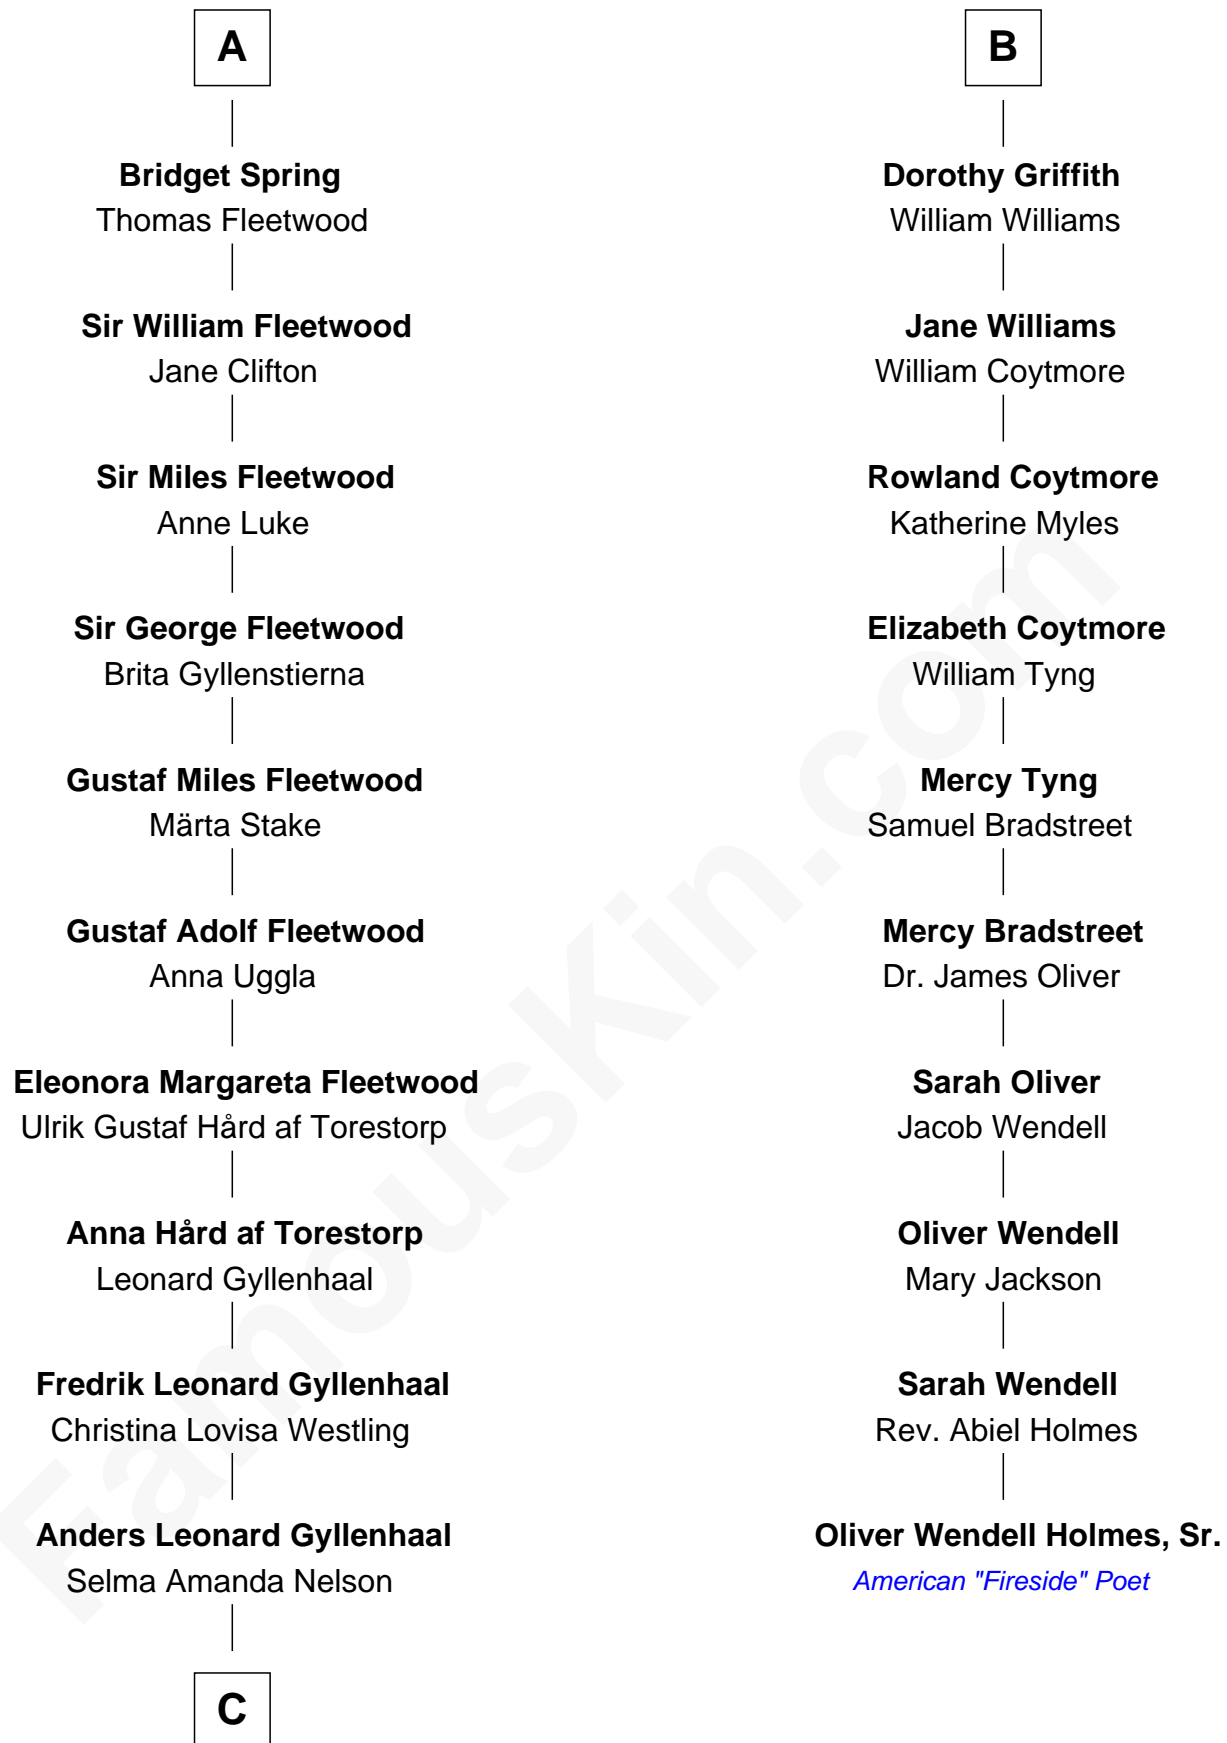 A
Bridget Spring
Thomas Fleetwood
Sir William Fleetwood
Jane Clifton
Sir Miles Fleetwood
Anne Luke
Sir George Fleetwood
Brita Gyllenstierna
Gustaf Miles Fleetwood
Märta Stake
Gustaf Adolf Fleetwood
Anna Uggla
Eleonora Margareta Fleetwood
Ulrik Gustaf Hård af Torestorp
Anna Hård af Torestorp
Leonard Gyllenhaal
Fredrik Leonard Gyllenhaal
Christina Lovisa Westling
Anders Leonard Gyllenhaal
Selma Amanda Nelson
C
B
Dorothy Griffith
William Williams
Jane Williams
William Coytmore
Rowland Coytmore
Katherine Myles
Elizabeth Coytmore
William Tyng
Mercy Tyng
Samuel Bradstreet
Mercy Bradstreet
Dr. James Oliver
Sarah Oliver
Jacob Wendell
Oliver Wendell
Mary Jackson
Sarah Wendell
Rev. Abiel Holmes
Oliver Wendell Holmes, Sr.
American "Fireside" Poet
FamousKin.com